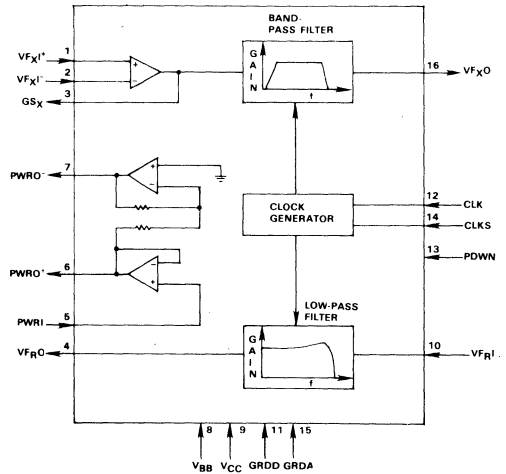 BAND-
PASS FILTER
VFXI+ 1
VFXI- 2
GSX 3
+
-
GAIN
f
16 VFXO
PWRO- 7
+
-
CLOCK
GENERATOR
12 CLK
14 CLKS
13 PDWN
PWRO+ 6
-
+
PWRI 5
LOW-PASS
FILTER
VFRO 4
GAIN
f
10 VFRI
8 9 11 15
VBB VCC GRDD GRDA